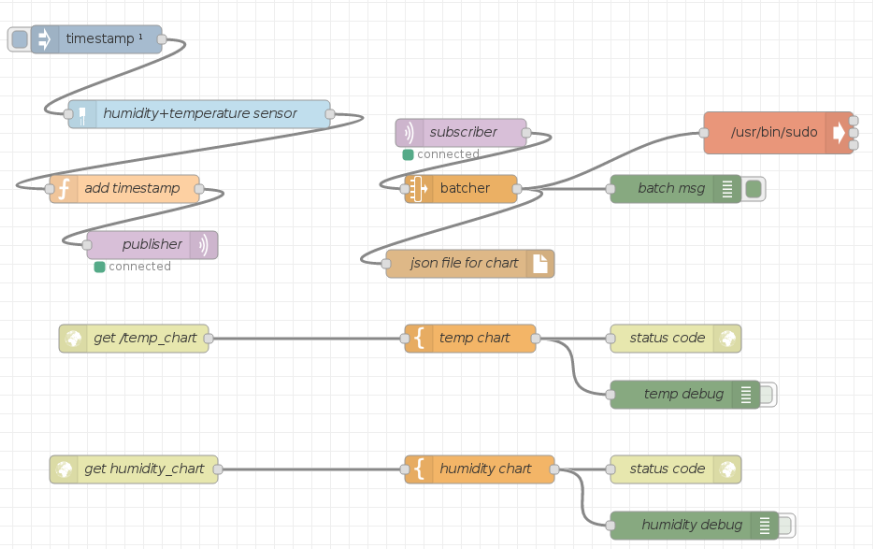 timestamp ¹
humidity+temperature sensor
add timestamp
publisher
connected
subscriber
connected
batcher
/usr/bin/sudo
batch msg
json file for chart
get /temp_chart
temp chart
status code
temp debug
get humidity_chart
humidity chart
status code
humidity debug